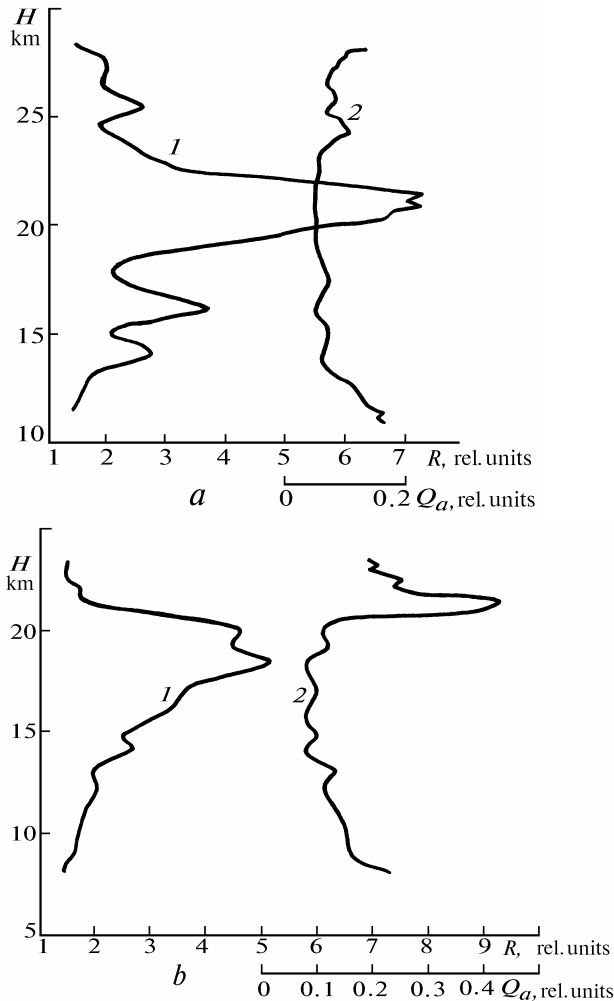 H
km
25
2
1
20
15
10
1 2 3 4 5 6 7 R, rel. units
a 0 0.2 Qa, rel. units
H
km
20
1 2
15
10
5
1 2 3 4 5 6 7 8 9 R, rel. units
b 0 0.1 0.2 0.3 0.4 Qa, rel. units